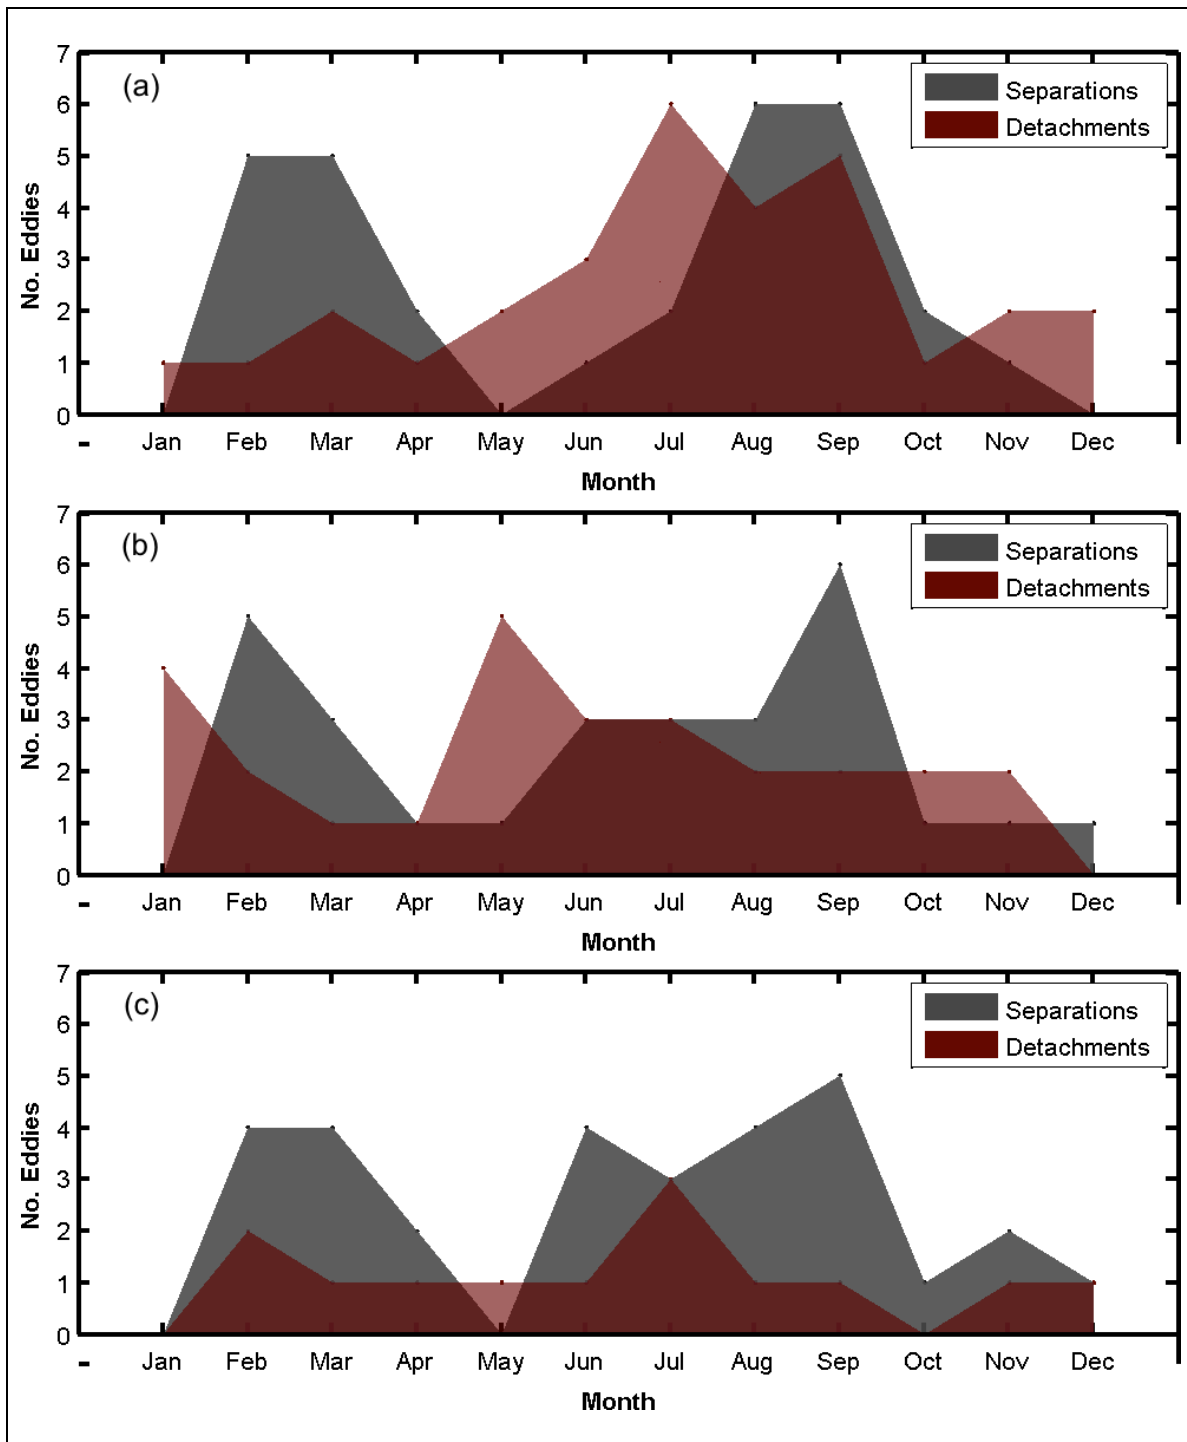 (a)
Separations
Detachments
No. Eddies
7
6
5
4
3
2
1
0
- Jan Feb Mar Apr May Jun Jul Aug Sep Oct Nov Dec
Month
(b)
Separations
Detachments
No. Eddies
7
6
5
4
3
2
1
0
- Jan Feb Mar Apr May Jun Jul Aug Sep Oct Nov Dec
Month
(c)
Separations
Detachments
No. Eddies
7
6
5
4
3
2
1
0
- Jan Feb Mar Apr May Jun Jul Aug Sep Oct Nov Dec
Month